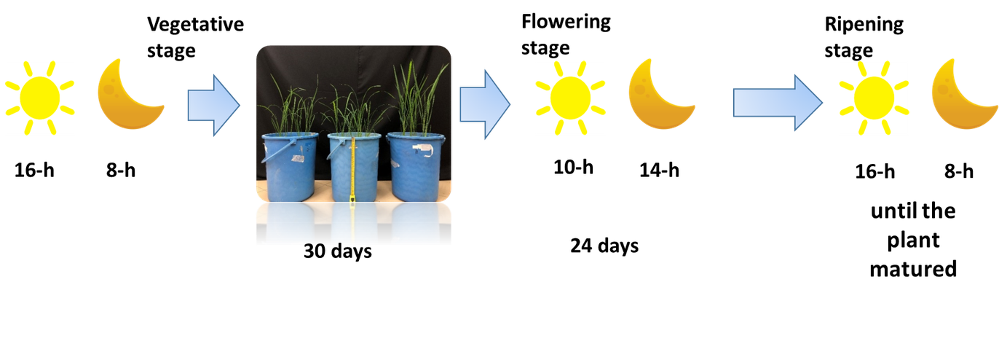 Vegetative
stage
16-h
8-h
30 days
Flowering
stage
10-h
14-h
24 days
Ripening
stage
16-h
8-h
until the
plant
matured